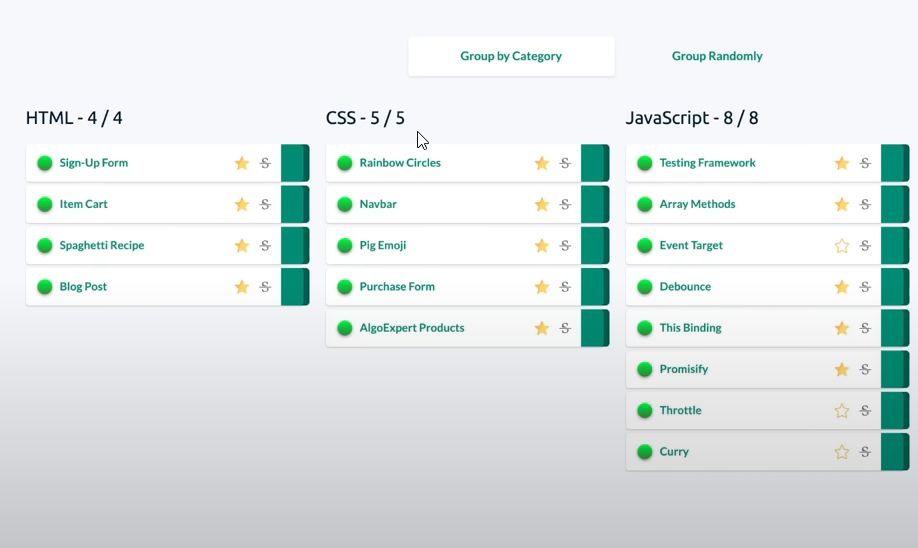 Group by Category
Group Randomly
HTML - 4 / 4
Sign-Up Form
S
Item Cart
S
Spaghetti Recipe
S
Blog Post
S
CSS - 5 / 5
Rainbow Circles
S
Navbar
S
Pig Emoji
S
Purchase Form
S
AlgoExpert Products
S
JavaScript - 8 / 8
Testing Framework
S
Array Methods
S
Event Target
S
Debounce
S
This Binding
S
Promisify
S
Throttle
S
Curry
S